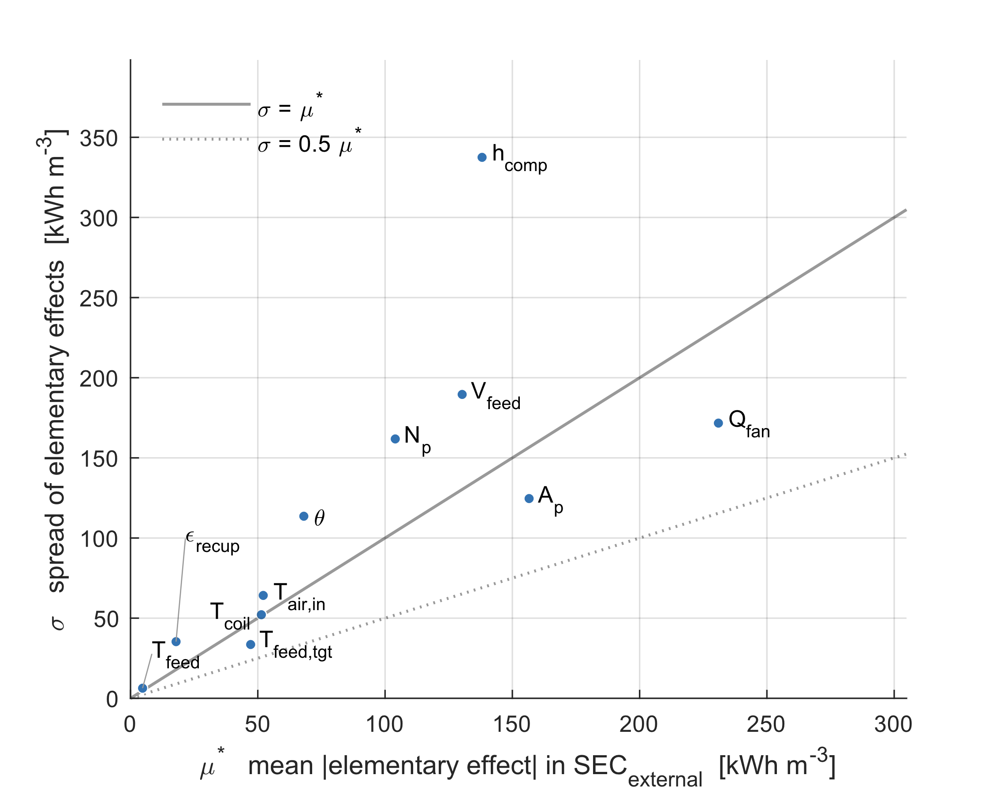 σ = μ*
σ = 0.5 μ*
350
h_comp
300
250
200
V_feed
Q_fan
N_p
150
A_p
θ
100
ϵ_recup
T_air,in
T_coil
50
T_feed,tgt
T_feed
0
0 50 100 150 200 250 300
σ spread of elementary effects [kWh m⁻³]
μ* mean |elementary effect| in SEC_external [kWh m⁻³]